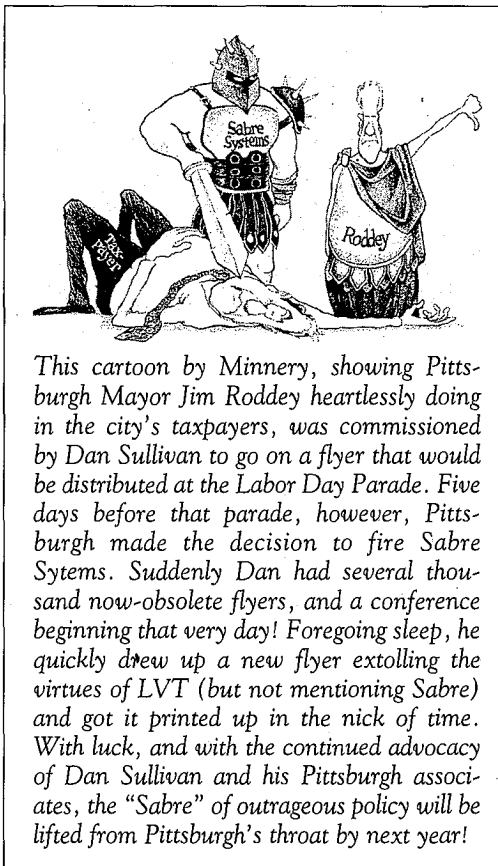 Sabre
Systems
Roddey
Tax-
payer
This cartoon by Minnery, showing Pitts-
burgh Mayor Jim Roddey heartlessly doing
in the city's taxpayers, was commissioned
by Dan Sullivan to go on a flyer that would
be distributed at the Labor Day Parade. Five
days before that parade, however, Pitts-
burgh made the decision to fire Sabre
Sytems. Suddenly Dan had several thou-
sand now-obsolete flyers, and a conference
beginning that very day! Foregoing sleep, he
quickly drew up a new flyer extolling the
virtues of LVT (but not mentioning Sabre)
and got it printed up in the nick of time.
With luck, and with the continued advocacy
of Dan Sullivan and his Pittsburgh associ-
ates, the "Sabre" of outrageous policy will be
lifted from Pittsburgh's throat by next year!